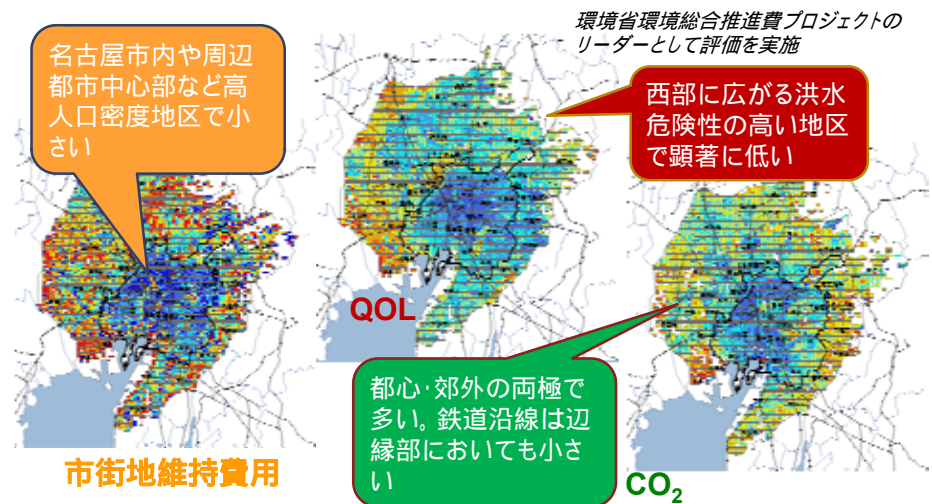 環境省環境総合推進費プロジェクトの
リーダーとして評価を実施
名古屋市内や周辺
都市中心部など高
人口密度地区で小
さい
西部に広がる洪水
危険性の高い地区
で顕著に低い
QOL
都心・郊外の両極で
多い。鉄道沿線は辺
縁部においても小さ
い
市街地維持費用
CO₂